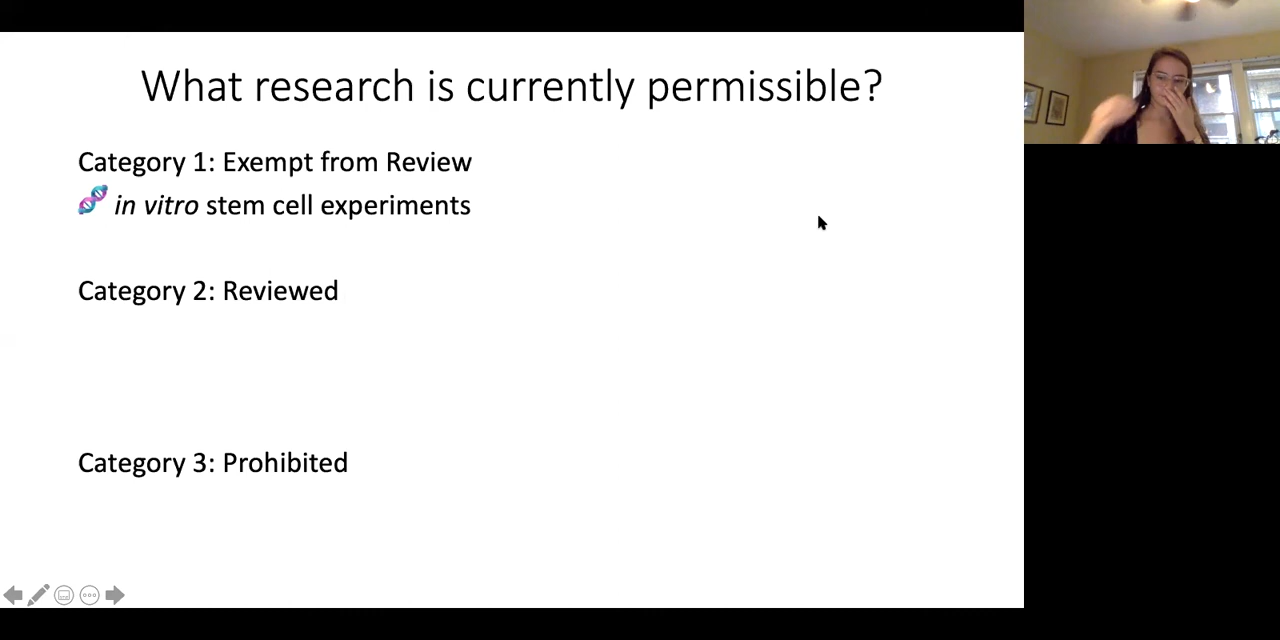 What research is currently permissible?
Category 1: Exempt from Review
in vitro stem cell experiments
Category 2: Reviewed
Category 3: Prohibited